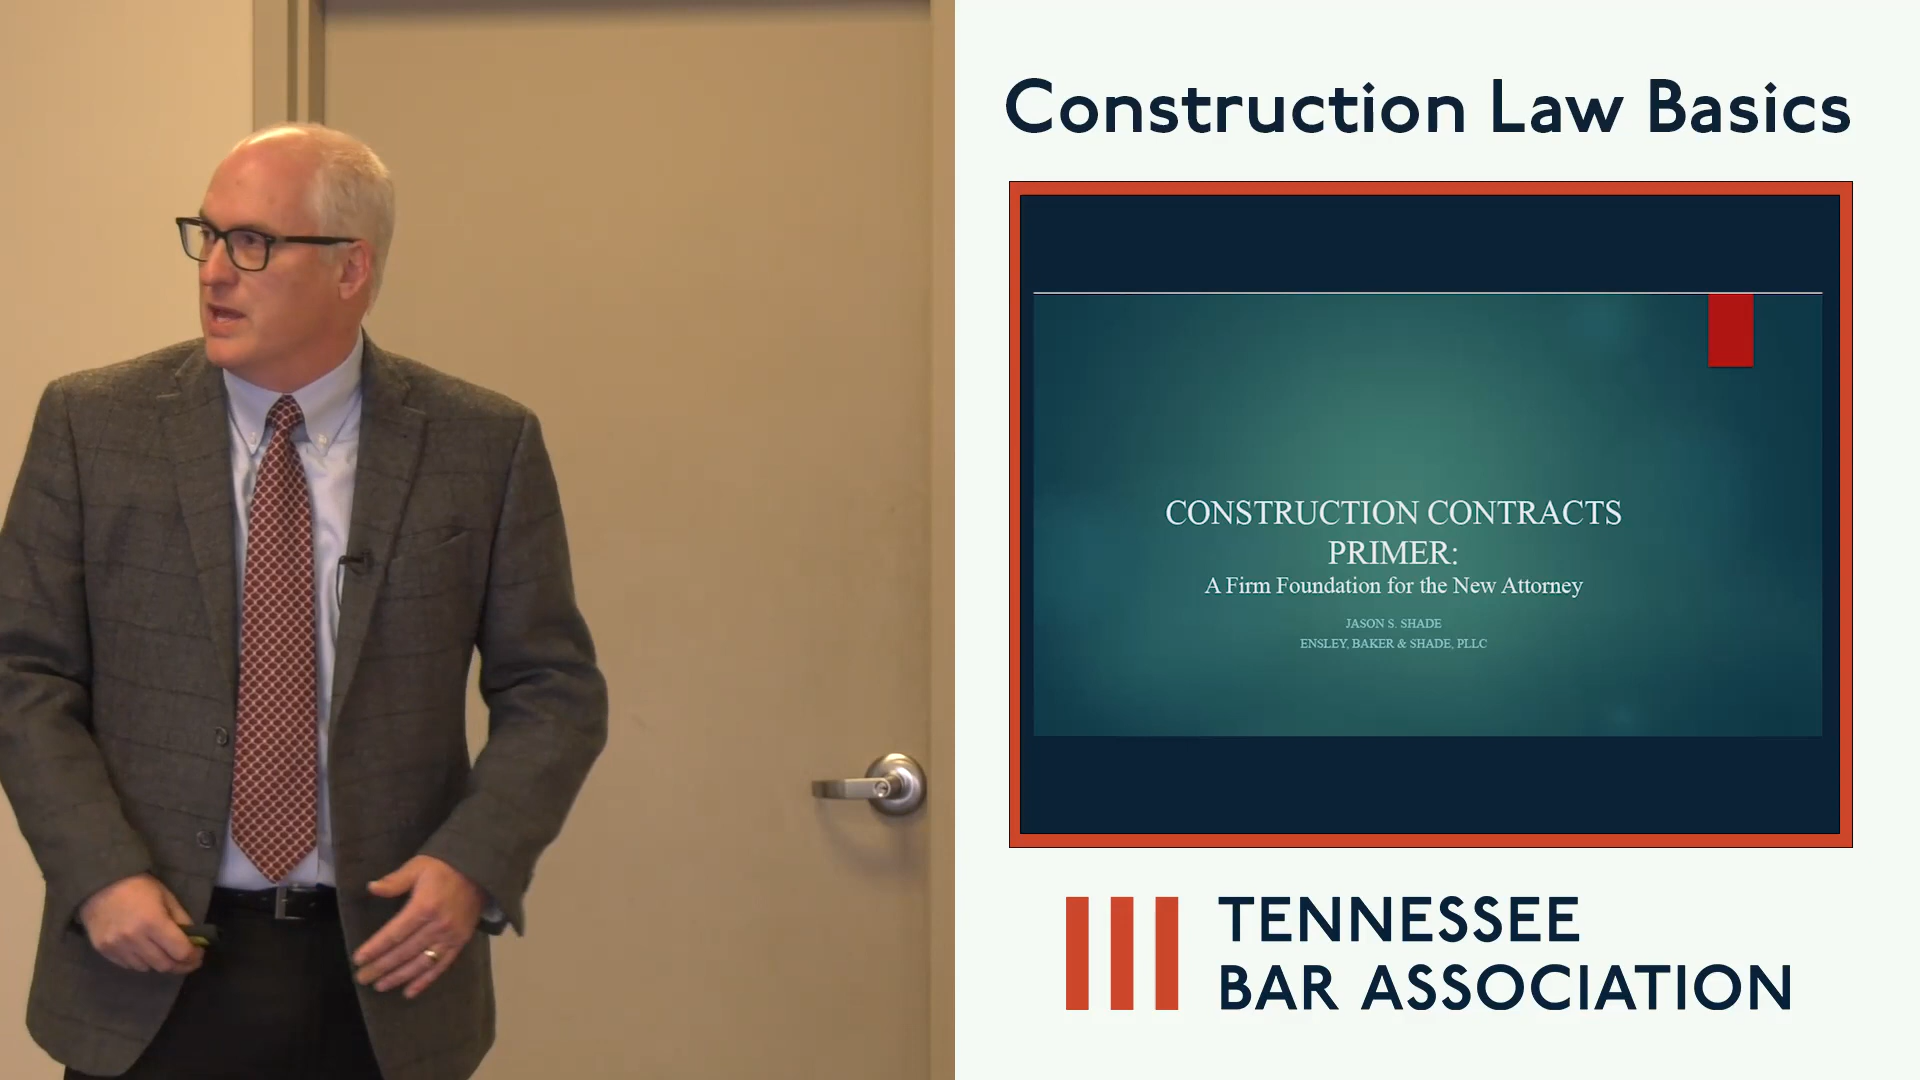 Construction Law Basics
CONSTRUCTION CONTRACTS
PRIMER:
A Firm Foundation for the New Attorney
JASON S. SHADE
ENSLEY, BAKER & SHADE, PLLC
TENNESSEE
BAR ASSOCIATION